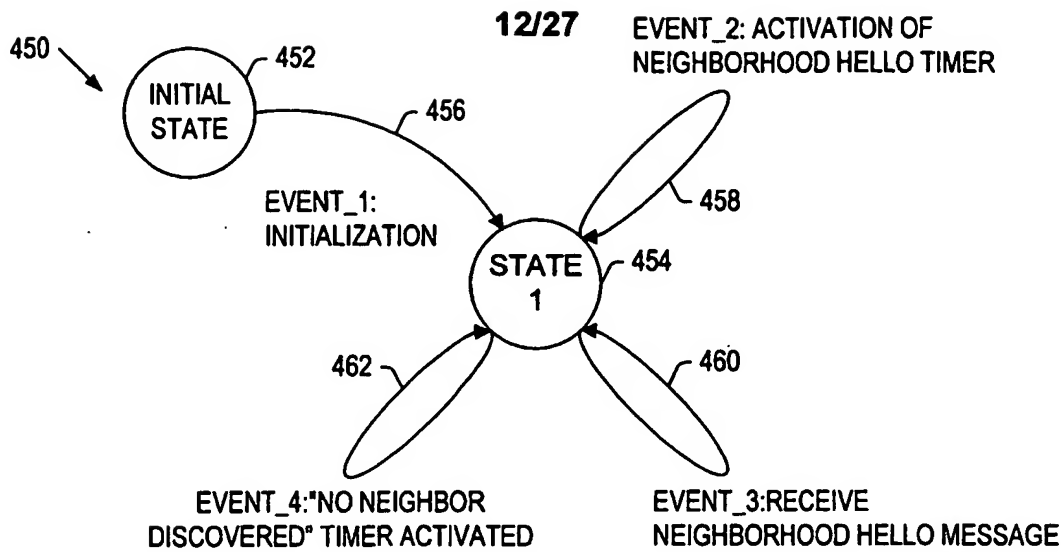 12/27
EVENT_2: ACTIVATION OF
NEIGHBORHOOD HELLO TIMER
450
452
INITIAL
STATE
456
458
EVENT_1:
INITIALIZATION
STATE
1
454
462
460
EVENT_4:"NO NEIGHBOR
DISCOVERED" TIMER ACTIVATED
EVENT_3:RECEIVE
NEIGHBORHOOD HELLO MESSAGE